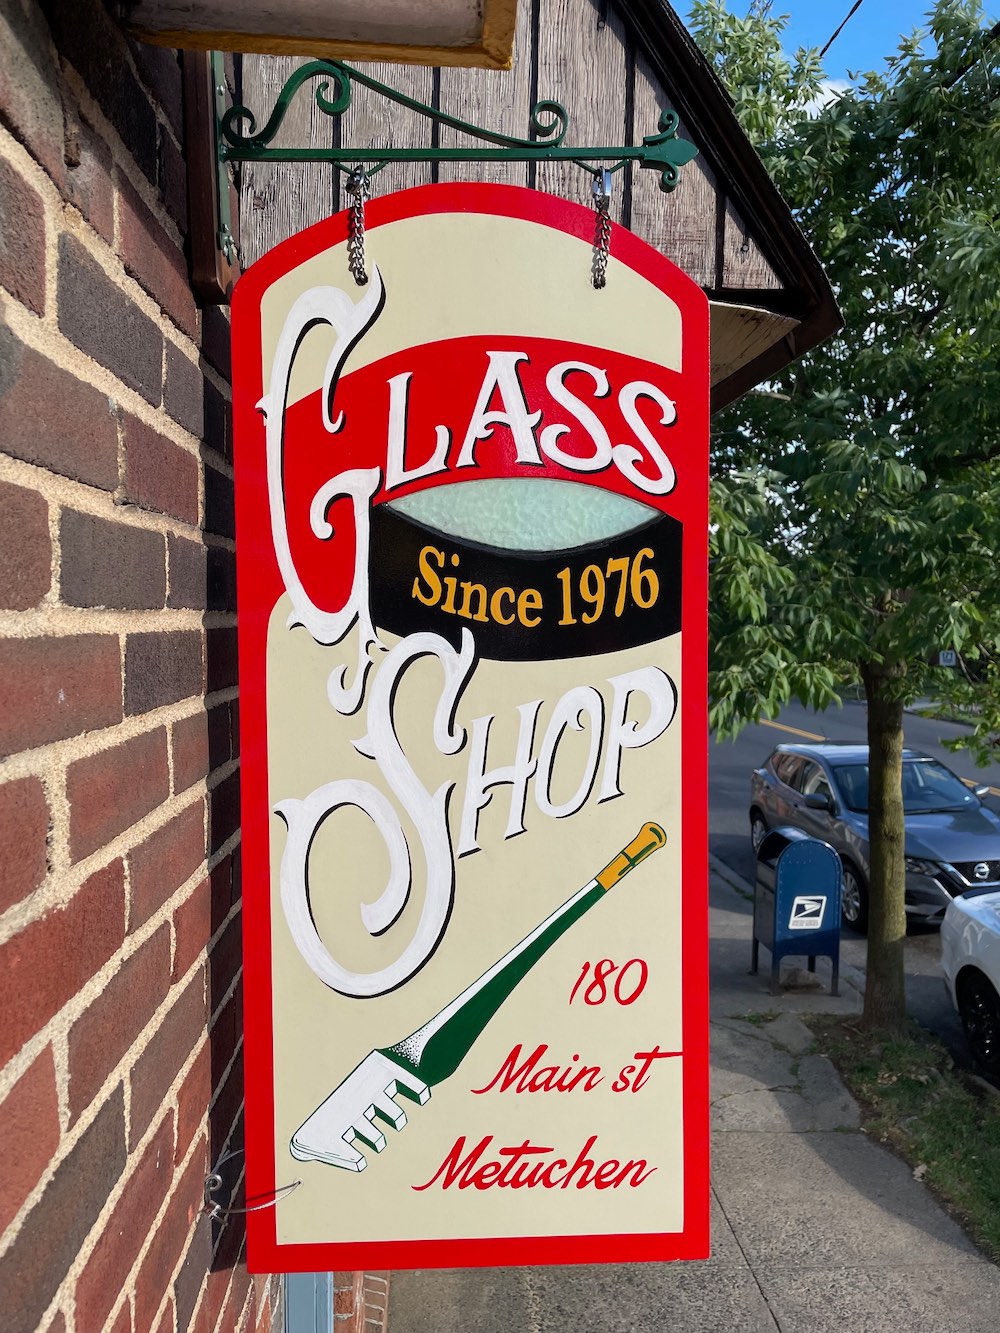 GLASS
Since 1976
SHOP
180
Main st
Metuchen